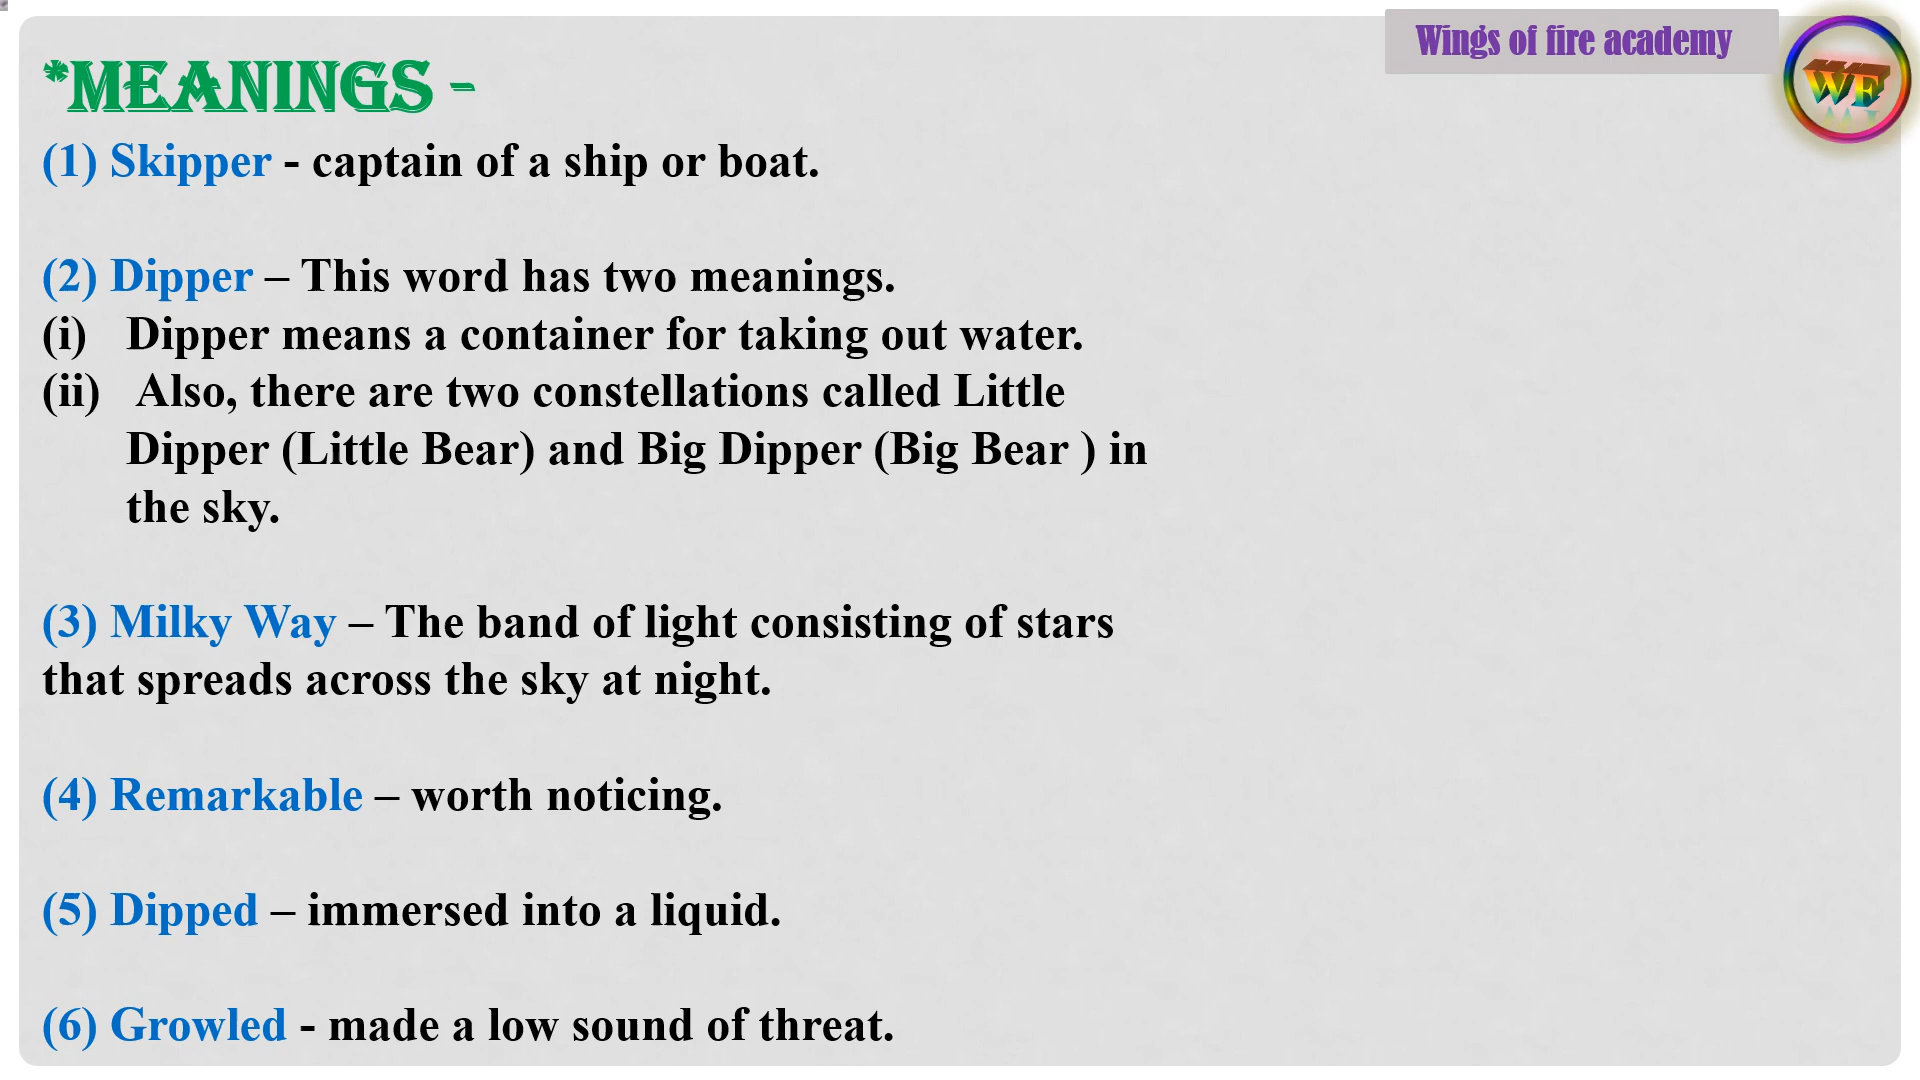 Wings of fire academy
WF
*MEANINGS -
(1) Skipper - captain of a ship or boat.
(2) Dipper – This word has two meanings.
(i) Dipper means a container for taking out water.
(ii) Also, there are two constellations called Little
Dipper (Little Bear) and Big Dipper (Big Bear ) in
the sky.
(3) Milky Way – The band of light consisting of stars
that spreads across the sky at night.
(4) Remarkable – worth noticing.
(5) Dipped – immersed into a liquid.
(6) Growled - made a low sound of threat.